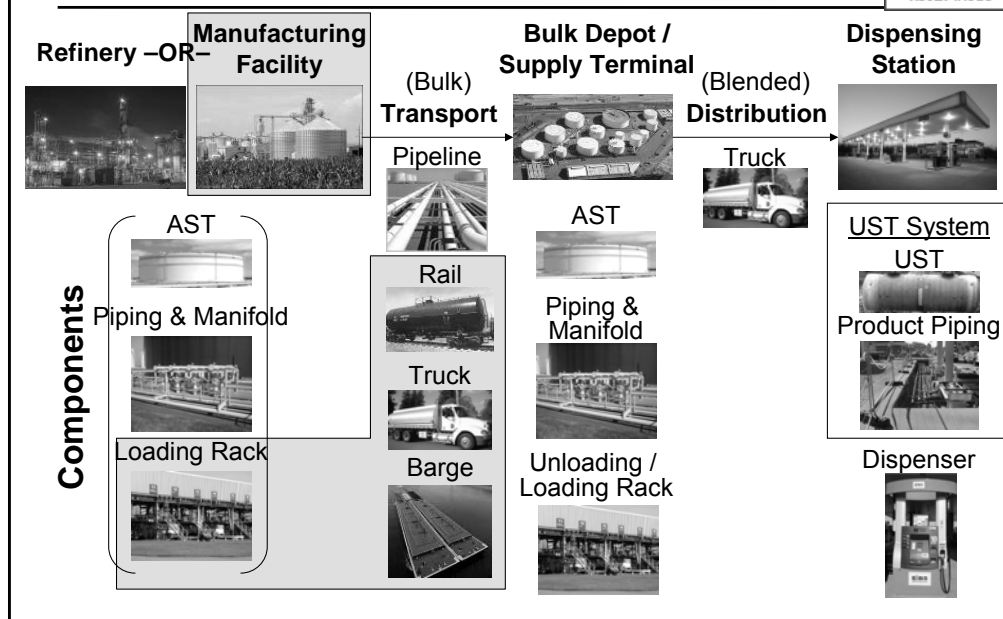 Refinery –OR–
Manufacturing
Facility
(Bulk)
Transport
Bulk Depot /
Supply Terminal
(Blended)
Distribution
Dispensing
Station
Components
AST
Piping & Manifold
Loading Rack
Pipeline
Rail
Truck
Barge
AST
Piping &
Manifold
Unloading /
Loading Rack
Truck
UST System
UST
Product Piping
Dispenser